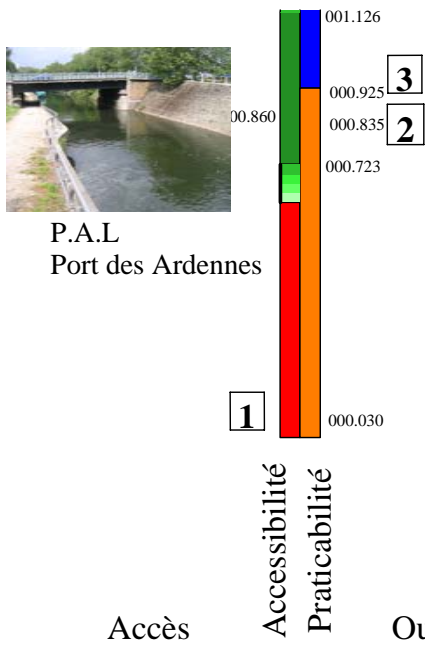 001.126
3
000.925
00.860
000.835
2
000.723
P.A.L
Port des Ardennes
1
000.030
Accessibilité
Praticabilité
Accès
Ou